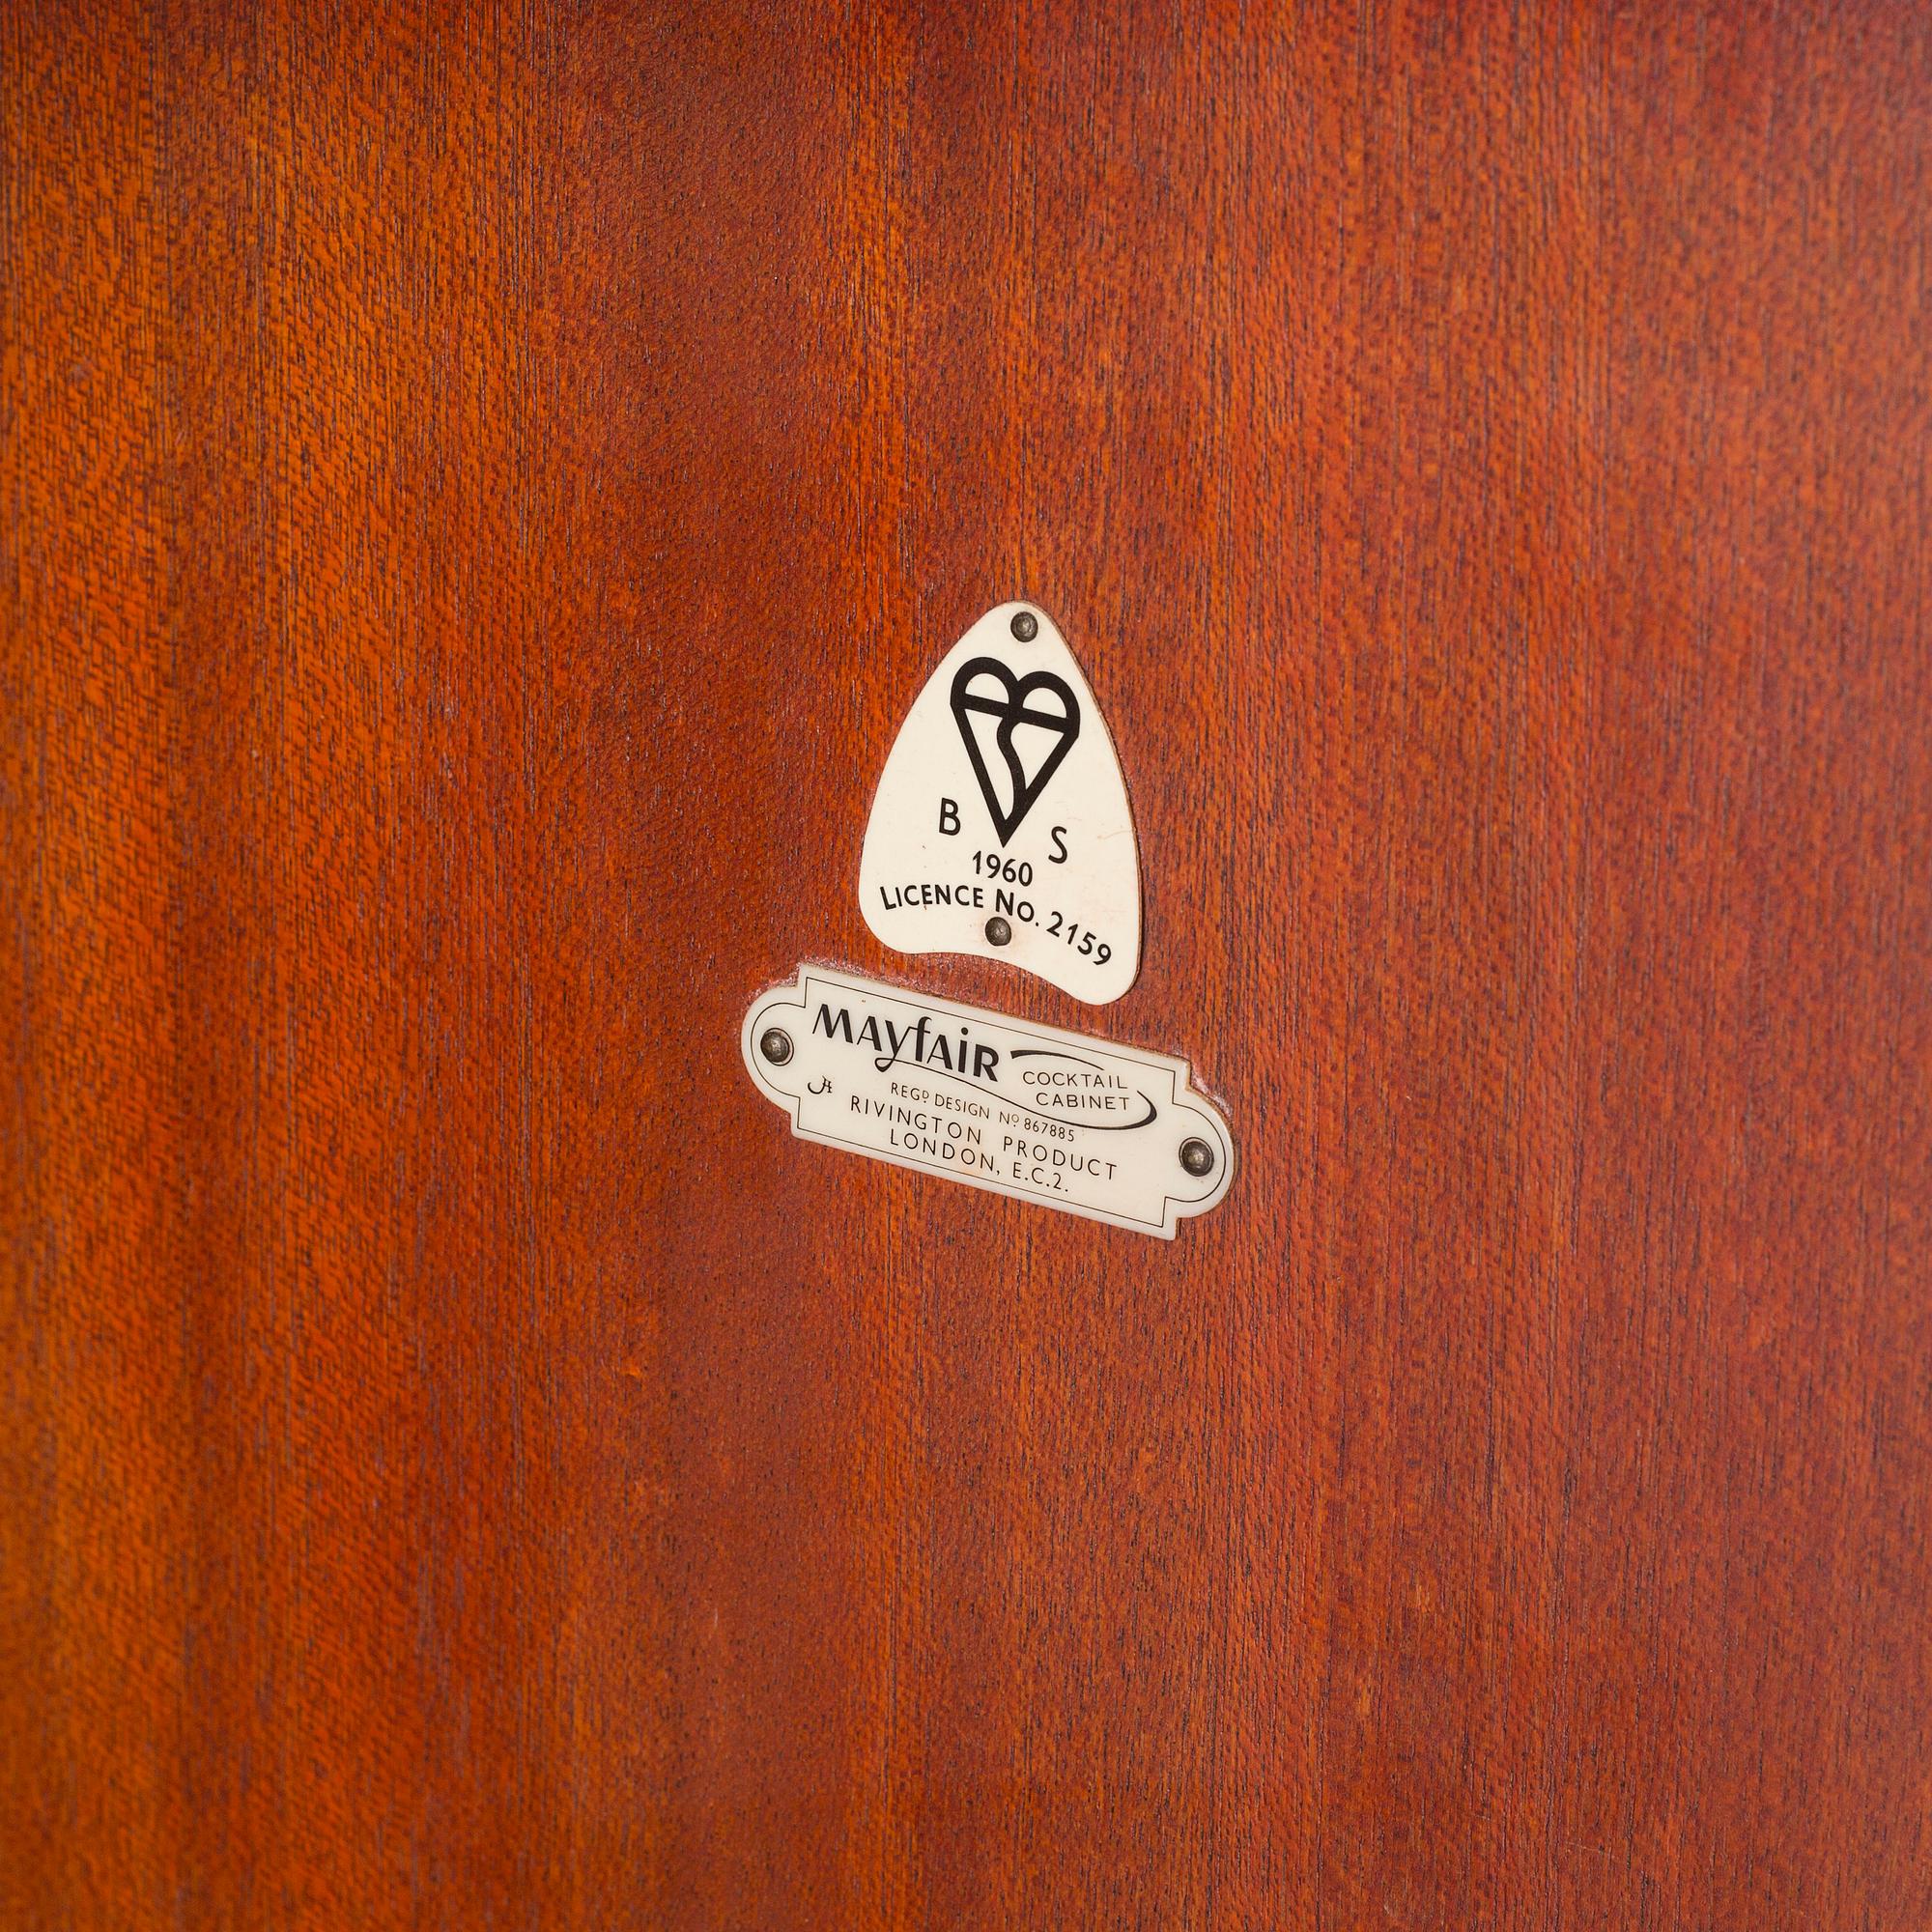 B S
1960
LICENCE NO. 2159
MAyfAiR COCKTAIL
CABINET
REGD DESIGN NO 867885
RIVINGTON PRODUCT
LONDON, E.C.2.